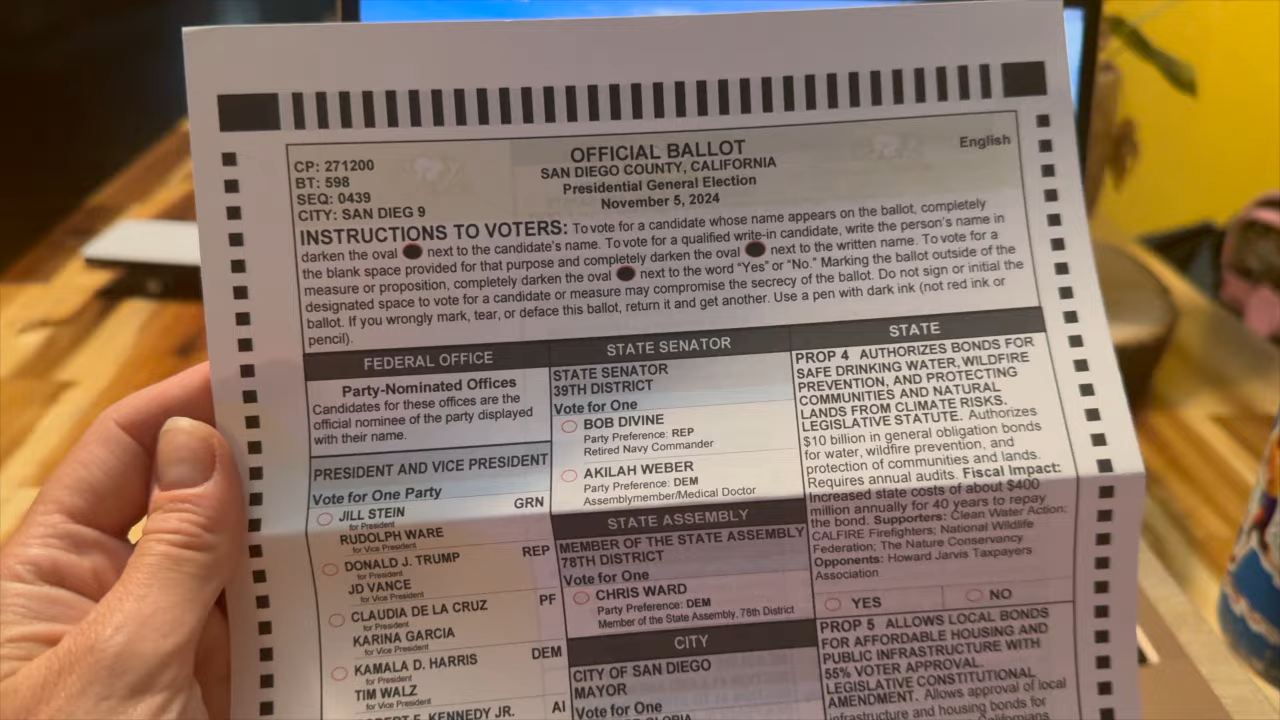 CP: 271200
BT: 598
SEQ: 0439
CITY: SAN DIEG 9
OFFICIAL BALLOT
SAN DIEGO COUNTY, CALIFORNIA
Presidential General Election
November 5, 2024
English
INSTRUCTIONS TO VOTERS: To vote for a candidate whose name appears on the ballot, completely
darken the oval next to the candidate's name. To vote for a qualified write-in candidate, write the person's name in
the blank space provided for that purpose and completely darken the oval next to the written name. To vote for a
measure or proposition, completely darken the oval next to the word "Yes" or "No." Marking the ballot outside of the
designated space to vote for a candidate or measure may compromise the secrecy of the ballot. Do not sign or initial the
ballot. If you wrongly mark, tear, or deface this ballot, return it and get another. Use a pen with dark ink (not red ink or
pencil).
FEDERAL OFFICE
Party-Nominated Offices
Candidates for these offices are the
official nominee of the party displayed
with their name.
PRESIDENT AND VICE PRESIDENT
Vote for One Party
JILL STEIN GRN
for President
RUDOLPH WARE
for Vice President
DONALD J. TRUMP REP
for President
JD VANCE
for Vice President
CLAUDIA DE LA CRUZ PF
for President
KARINA GARCIA
for Vice President
KAMALA D. HARRIS DEM
for President
TIM WALZ
for Vice President
ROBERT F. KENNEDY JR. AI
STATE SENATOR
STATE SENATOR
39TH DISTRICT
Vote for One
BOB DIVINE
Party Preference: REP
Retired Navy Commander
AKILAH WEBER
Party Preference: DEM
Assemblymember/Medical Doctor
STATE ASSEMBLY
MEMBER OF THE STATE ASSEMBLY
78TH DISTRICT
Vote for One
CHRIS WARD
Party Preference: DEM
Member of the State Assembly, 78th District
CITY
CITY OF SAN DIEGO
MAYOR
Vote for One
GLORIA
STATE
PROP 4 AUTHORIZES BONDS FOR
SAFE DRINKING WATER, WILDFIRE
PREVENTION, AND PROTECTING
COMMUNITIES AND NATURAL
LANDS FROM CLIMATE RISKS.
LEGISLATIVE STATUTE. Authorizes
$10 billion in general obligation bonds
for water, wildfire prevention, and
protection of communities and lands.
Requires annual audits. Fiscal Impact:
Increased state costs of about $400
million annually for 40 years to repay
the bond. Supporters: Clean Water Action;
CALFIRE Firefighters; National Wildlife
Federation; The Nature Conservancy
Opponents: Howard Jarvis Taxpayers
Association
YES NO
PROP 5 ALLOWS LOCAL BONDS
FOR AFFORDABLE HOUSING AND
PUBLIC INFRASTRUCTURE WITH
55% VOTER APPROVAL.
LEGISLATIVE CONSTITUTIONAL
AMENDMENT. Allows approval of local
infrastructure and housing bonds for